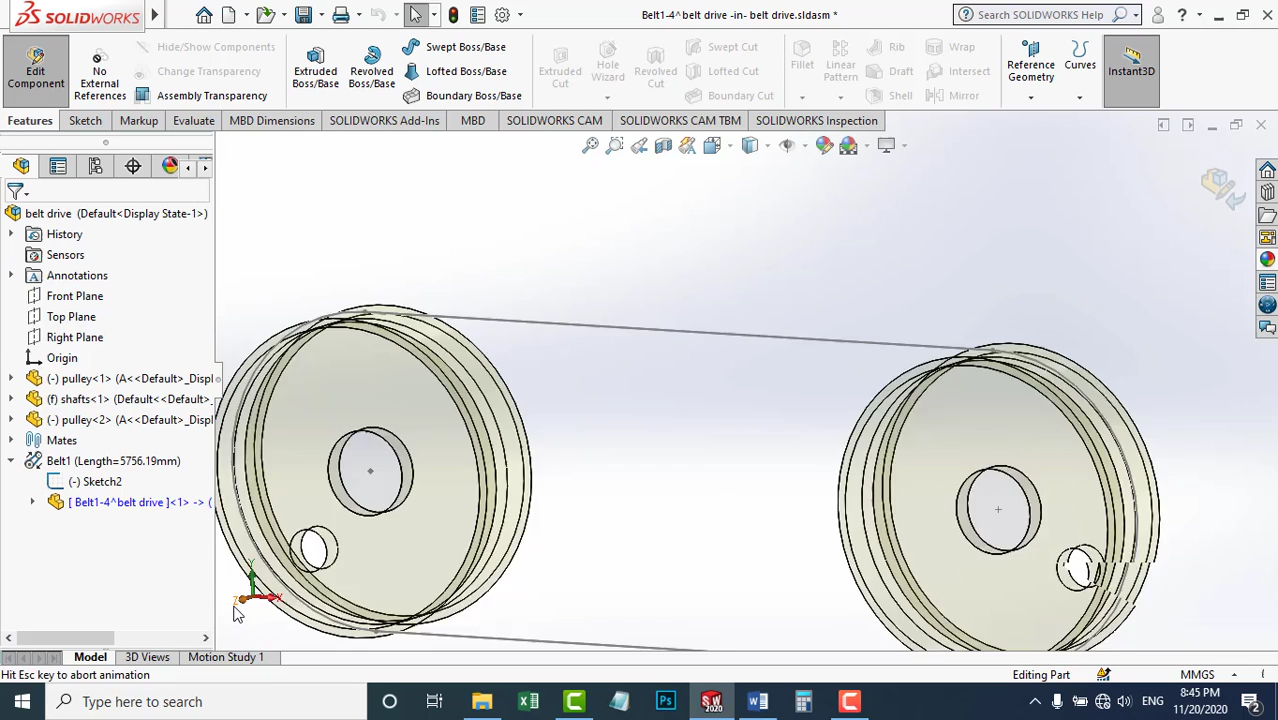 SOLIDWORKS
Belt1-4^belt drive -in- belt drive.sldasm *
Search SOLIDWORKS Help
?
Edit Component
No External References
Hide/Show Components
Change Transparency
Assembly Transparency
Extruded Boss/Base
Revolved Boss/Base
Swept Boss/Base
Lofted Boss/Base
Boundary Boss/Base
Extruded Cut
Hole Wizard
Revolved Cut
Swept Cut
Lofted Cut
Boundary Cut
Fillet
Linear Pattern
Rib
Draft
Shell
Wrap
Intersect
Mirror
Reference Geometry
Curves
Instant3D
Features
Sketch
Markup
Evaluate
MBD Dimensions
SOLIDWORKS Add-Ins
MBD
SOLIDWORKS CAM
SOLIDWORKS CAM TBM
SOLIDWORKS Inspection
belt drive (Default<Display State-1>)
History
Sensors
Annotations
Front Plane
Top Plane
Right Plane
Origin
(-) pulley<1> (A<<Default>_Displ
(f) shafts<1> (Default<<Default>_
(-) pulley<2> (A<<Default>_Displ
Mates
Belt1 (Length=5756.19mm)
(-) Sketch2
[ Belt1-4^belt drive ]<1> -> (
Y
Z
X
Model
3D Views
Motion Study 1
Hit Esc key to abort animation
Editing Part
MMGS
Type here to search
Ps
SW
2020
ENG
8:45 PM
11/20/2020
2